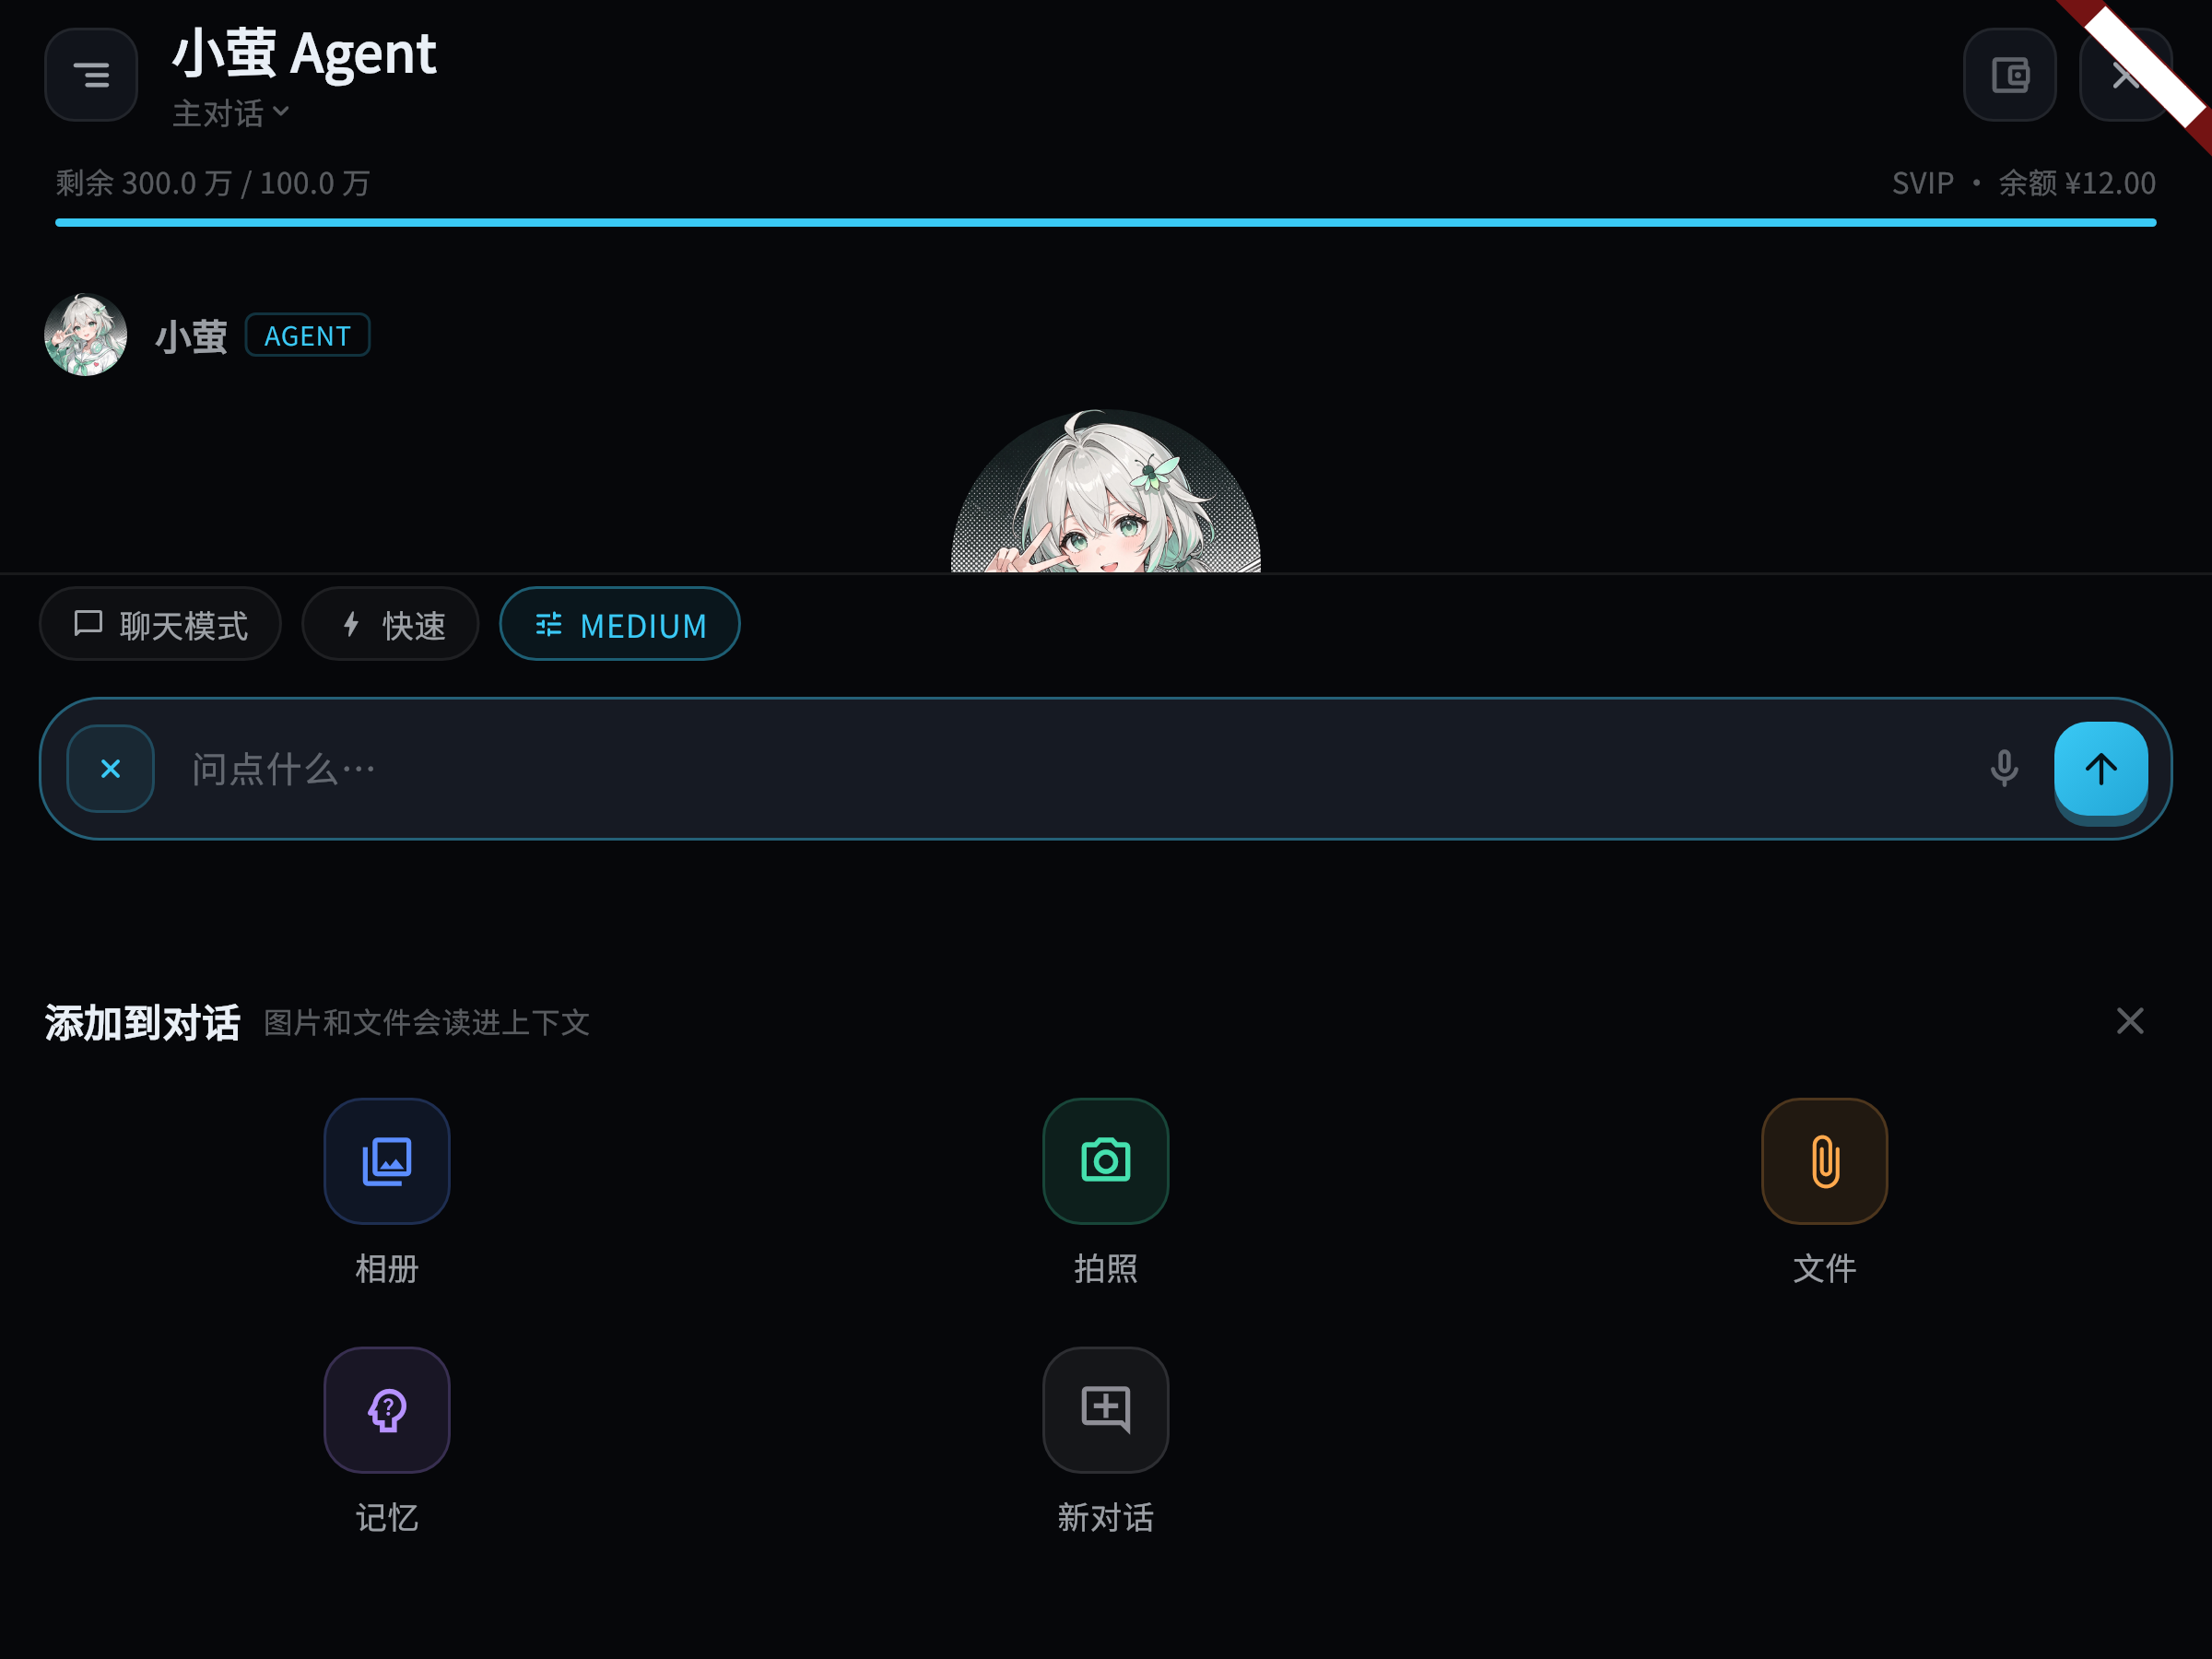 小萤 Agent
主对话
剩余 300.0 万 / 100.0 万
SVIP · 余额 ¥12.00
小萤 AGENT
聊天模式
快速
MEDIUM
问点什么…
添加到对话 图片和文件会读进上下文
相册
拍照
文件
记忆
新对话